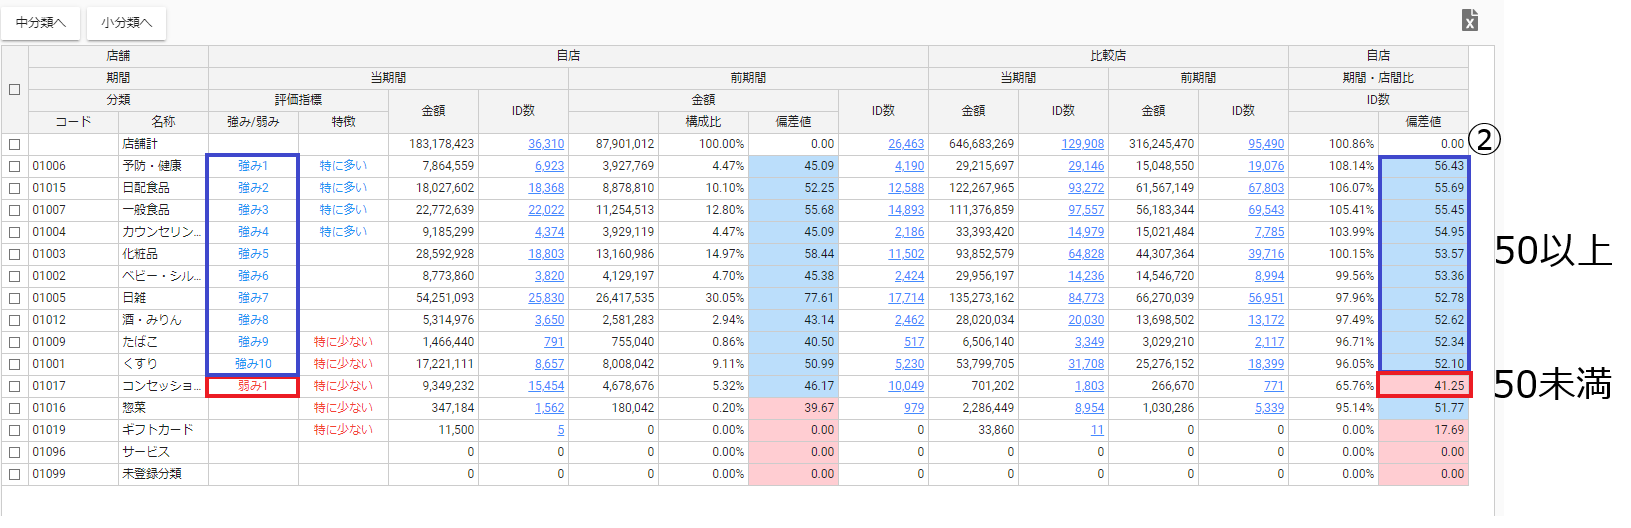 中分類へ 小分類へ
店舗 自店 比較店 自店
期間 当期間 前期間 当期間 前期間 期間・店間比
分類 評価指標 金額 ID数 金額 ID数 金額 ID数 金額 ID数 ID数
コード 名称 強み/弱み 特徴 構成比 偏差値 偏差値
店舗計 183,178,423 36,310 87,901,012 100.00% 0.00 26,463 646,683,269 129,908 316,245,470 95,490 100.86% 0.00 ②
01006 予防・健康 強み1 特に多い 7,864,559 6,923 3,927,769 4.47% 45.09 4,190 29,215,697 29,146 15,048,550 19,076 108.14% 56.43
01015 日配食品 強み2 特に多い 18,027,602 18,368 8,878,810 10.10% 52.25 12,588 122,267,965 93,272 61,567,149 67,803 106.07% 55.69
01007 一般食品 強み3 特に多い 22,772,639 22,022 11,254,513 12.80% 55.68 14,893 111,376,859 97,557 56,183,344 69,543 105.41% 55.45
01004 カウンセリン... 強み4 特に多い 9,185,299 4,374 3,929,119 4.47% 45.09 2,186 33,393,420 14,979 15,021,484 7,785 103.99% 54.95
01003 化粧品 強み5 28,592,928 18,803 13,160,986 14.97% 58.44 11,502 93,852,579 64,828 44,307,364 39,716 100.15% 53.57
50以上
01002 ベビー・シル... 強み6 8,773,860 3,820 4,129,197 4.70% 45.38 2,424 29,956,197 14,236 14,546,720 8,994 99.56% 53.36
01005 日雑 強み7 54,251,093 25,830 26,417,535 30.05% 77.61 17,714 135,273,162 84,773 66,270,039 56,951 97.96% 52.78
01012 酒・みりん 強み8 5,314,976 3,650 2,581,283 2.94% 43.14 2,462 28,020,034 20,030 13,698,502 13,172 97.49% 52.62
01009 たばこ 強み9 特に少ない 1,466,440 791 755,040 0.86% 40.50 517 6,506,140 3,349 3,029,210 2,117 96.71% 52.34
01001 くすり 強み10 特に少ない 17,221,111 8,657 8,008,042 9.11% 50.99 5,230 53,799,705 31,708 25,276,152 18,399 96.05% 52.10
01017 コンセッショ... 弱み1 特に少ない 9,349,232 15,454 4,678,676 5.32% 46.17 10,049 701,202 1,803 266,670 771 65.76% 41.25
50未満
01016 惣菜 特に少ない 347,184 1,562 180,042 0.20% 39.67 979 2,286,449 8,954 1,030,286 5,339 95.14% 51.77
01019 ギフトカード 特に少ない 11,500 5 0 0.00% 0.00 0 33,860 11 0 0 0.00% 17.69
01096 サービス 0 0 0 0.00% 0.00 0 0 0 0 0 0.00% 0.00
01099 未登録分類 0 0 0 0.00% 0.00 0 0 0 0 0 0.00% 0.00